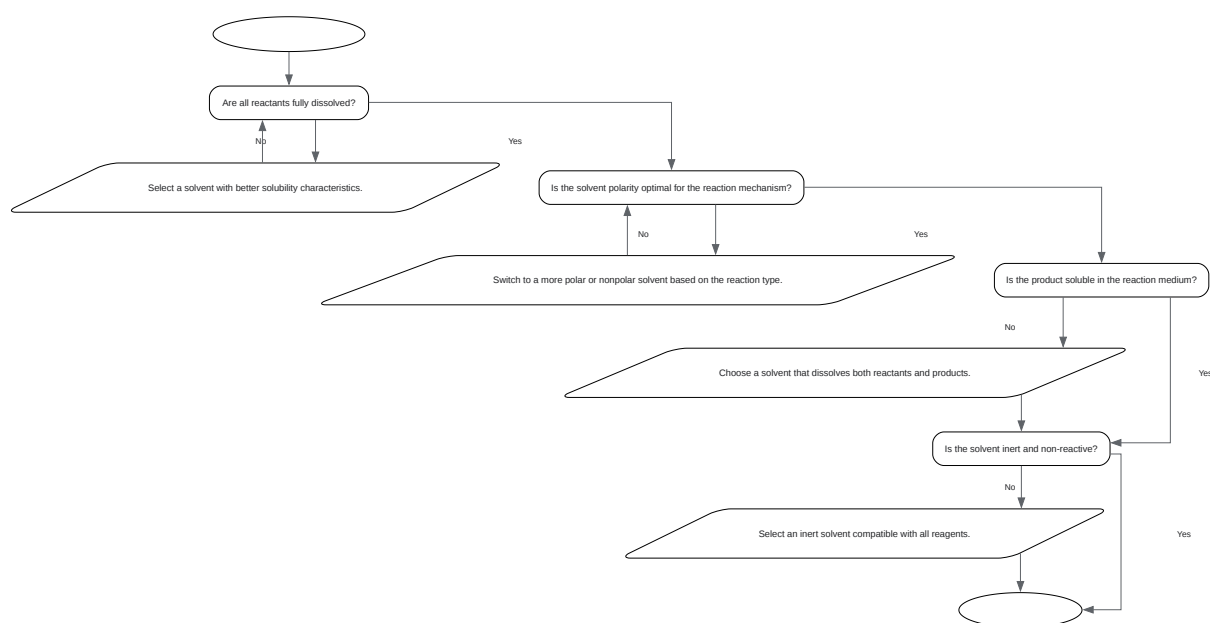 Are all reactants fully dissolved?
No
Yes
Select a solvent with better solubility characteristics.
Is the solvent polarity optimal for the reaction mechanism?
No
Yes
Switch to a more polar or nonpolar solvent based on the reaction type.
Is the product soluble in the reaction medium?
No
Choose a solvent that dissolves both reactants and products.
Yes
Is the solvent inert and non-reactive?
No
Select an inert solvent compatible with all reagents.
Yes